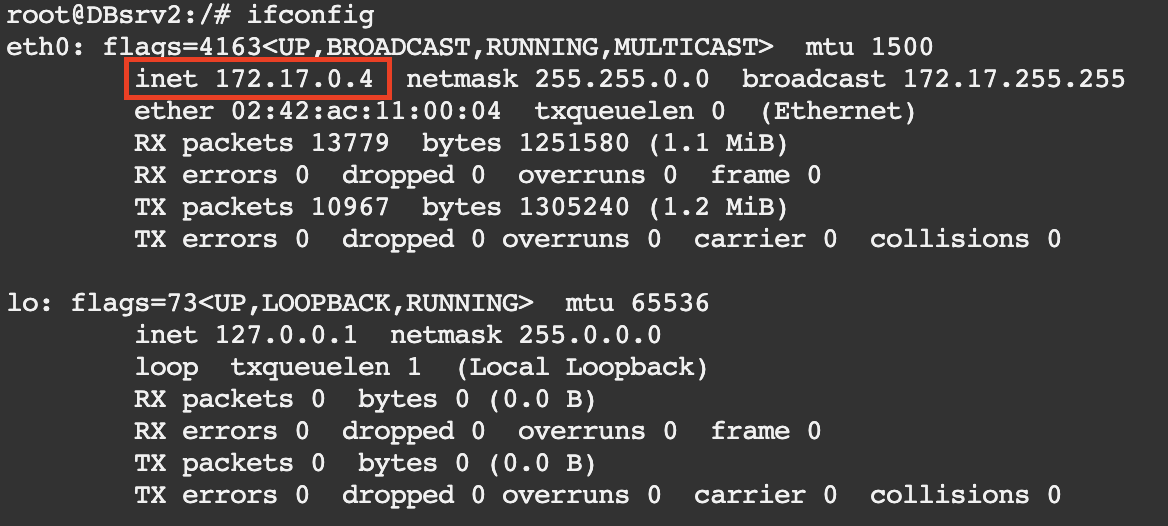 root@DBsrv2:/# ifconfig
eth0: flags=4163<UP,BROADCAST,RUNNING,MULTICAST>  mtu 1500
        inet 172.17.0.4  netmask 255.255.0.0  broadcast 172.17.255.255
        ether 02:42:ac:11:00:04  txqueuelen 0  (Ethernet)
        RX packets 13779  bytes 1251580 (1.1 MiB)
        RX errors 0  dropped 0  overruns 0  frame 0
        TX packets 10967  bytes 1305240 (1.2 MiB)
        TX errors 0  dropped 0 overruns 0  carrier 0  collisions 0

lo: flags=73<UP,LOOPBACK,RUNNING>  mtu 65536
        inet 127.0.0.1  netmask 255.0.0.0
        loop  txqueuelen 1  (Local Loopback)
        RX packets 0  bytes 0 (0.0 B)
        RX errors 0  dropped 0  overruns 0  frame 0
        TX packets 0  bytes 0 (0.0 B)
        TX errors 0  dropped 0 overruns 0  carrier 0  collisions 0